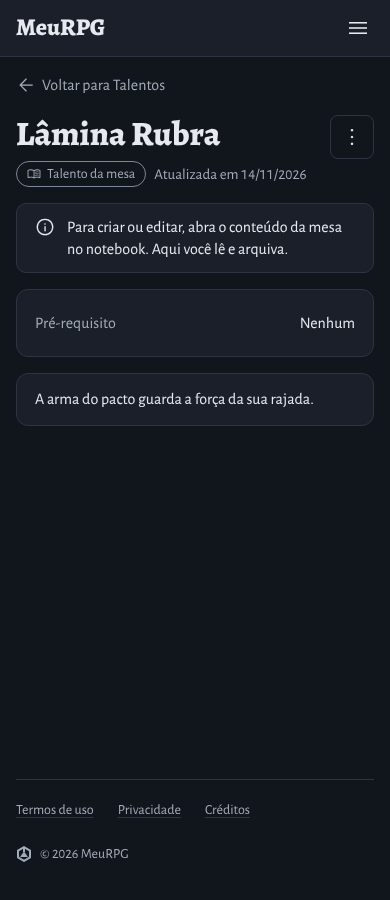 MeuRPG
Voltar para Talentos
Lâmina Rubra
Talento da mesa
Atualizada em 14/11/2026
Para criar ou editar, abra o conteúdo da mesa
no notebook. Aqui você lê e arquiva.
Pré-requisito
Nenhum
A arma do pacto guarda a força da sua rajada.
Termos de uso
Privacidade
Créditos
© 2026 MeuRPG